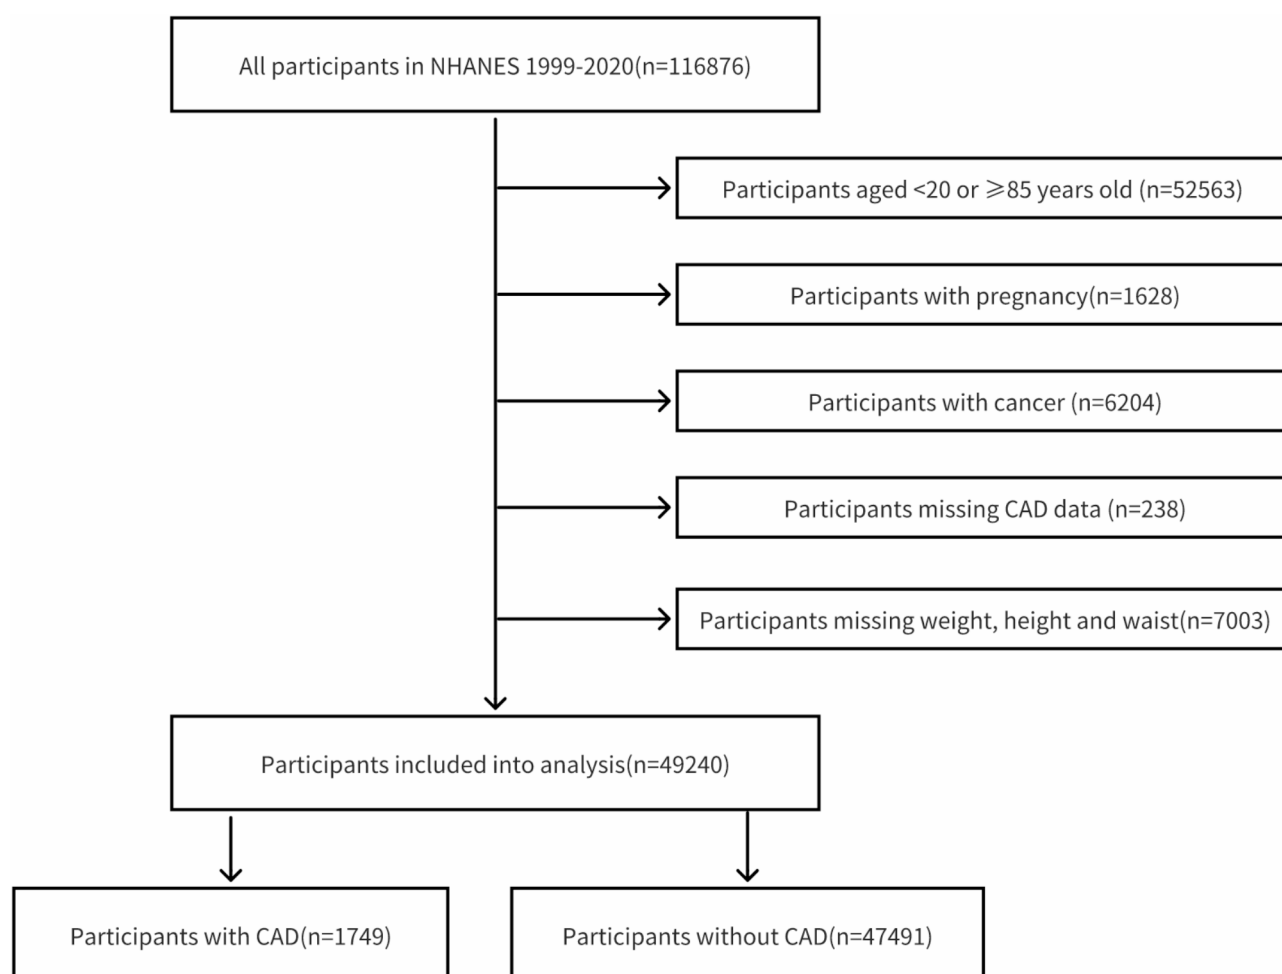 All participants in NHANES 1999-2020(n=116876)
Participants aged <20 or ⩾85 years old (n=52563)
Participants with pregnancy(n=1628)
Participants with cancer (n=6204)
Participants missing CAD data (n=238)
Participants missing weight, height and waist(n=7003)
Participants included into analysis(n=49240)
Participants with CAD(n=1749)
Participants without CAD(n=47491)